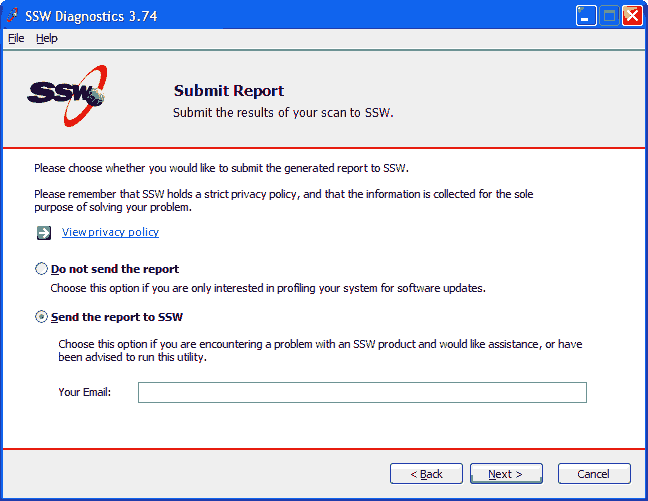 SSW Diagnostics 3.74
File Help
SSW
Submit Report
Submit the results of your scan to SSW.
Please choose whether you would like to submit the generated report to SSW.
Please remember that SSW holds a strict privacy policy, and that the information is collected for the sole
purpose of solving your problem.
View privacy policy
Do not send the report
Choose this option if you are only interested in profiling your system for software updates.
Send the report to SSW
Choose this option if you are encountering a problem with an SSW product and would like assistance, or have
been advised to run this utility.
Your Email:
< Back Next > Cancel